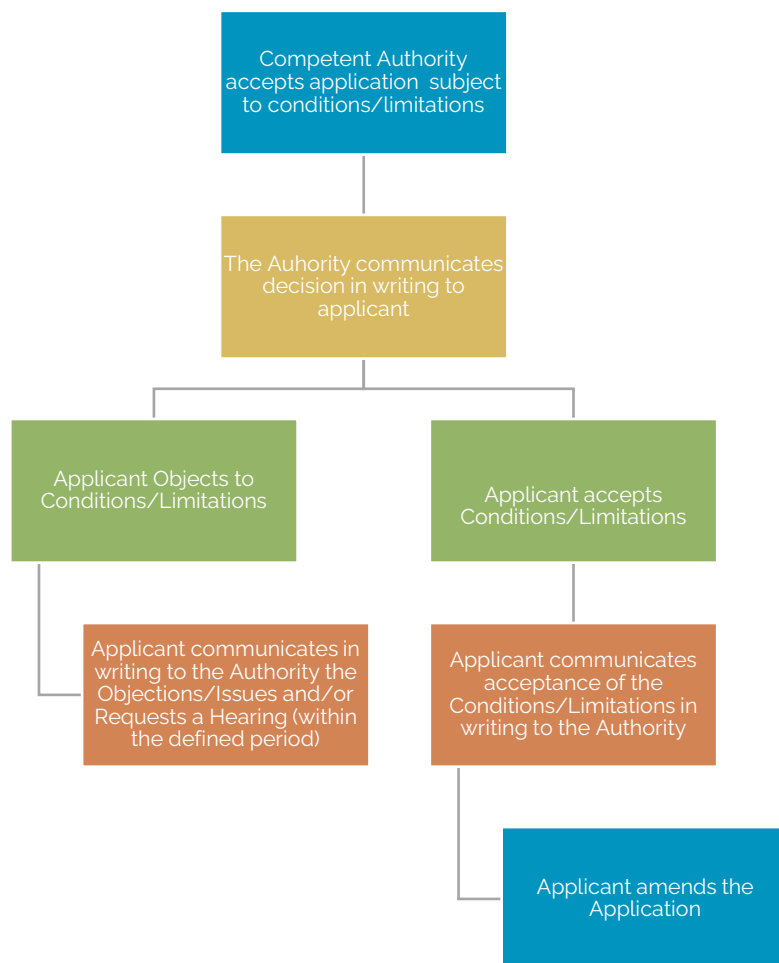 Competent Authority
accepts application subject
to conditions/limitations
The Auhority communicates
decision in writing to
applicant
Applicant Objects to
Conditions/Limitations
Applicant accepts
Conditions/Limitations
Applicant communicates in
writing to the Authority the
Objections/Issues and/or
Requests a Hearing (within
the defined period)
Applicant communicates
acceptance of the
Conditions/Limitations in
writing to the Authority
Applicant amends the
Application